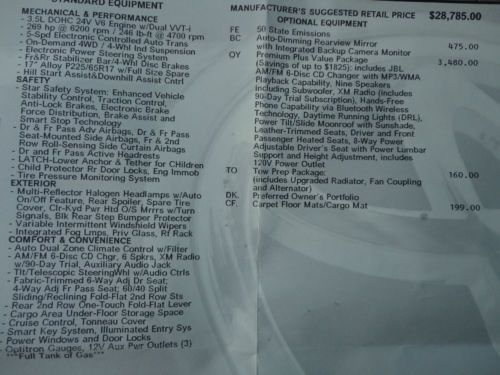 STANDARD EQUIPMENT
MECHANICAL & PERFORMANCE
- 3.5L DOHC 24V V6 Engine w/Dual VVT-i
- 269 hp @ 6200 rpm / 246 lb-ft @ 4700 rpm
- 5-Spd Electronic Controlled Auto Trans
- On-Demand 4WD / 4-Whl Ind Suspension
- Electronic Power Steering System
- Fr&Rr Stabilizer Bar/4-Whl Disc Brakes
- 17" Alloy P225/65R17 w/Full Size Spare
- Hill Start Assist&Downhill Assist Cntrl
SAFETY
- Star Safety System: Enhanced Vehicle
Stability Control, Traction Control,
Anti-Lock Brakes, Electronic Brake
Force Distribution, Brake Assist and
Smart Stop Technology
- Dr & Fr Pass Adv Airbags, Dr & Fr Pass
Seat-Mounted Side Airbags, Fr & 2nd
Row Roll-Sensing Side Curtain Airbags
- Dr and Fr Pass Active Headrests
- LATCH-Lower Anchor & Tether for Children
- Child Protector Rr Door Locks, Eng Immob
- Tire Pressure Monitoring System
EXTERIOR
- Multi-Reflector Halogen Headlamps w/Auto
On/Off Feature, Rear Spoiler, Spare Tire
Cover, Clr-Kyd Pwr Htd O/S Mrrrs w/Turn
Signals, Blk Rear Step Bumper Protector
- Variable Intermittent Windshield Wipers
- Integrated Fog Lmps, Priv Glass, Rf Rack
COMFORT & CONVENIENCE
- Auto Dual Zone Climate Control w/Filter
- AM/FM 6-Disc CD Chgr, 6 Spkrs, XM Radio
w/90-Day Trial, Auxiliary Audio Jack
- Tlt/Telescopic SteeringWhl w/Audio Ctrls
- Fabric-Trimmed 6-Way Adj Dr Seat;
4-Way Adj Fr Pass Seat; 60/40 Split
Sliding/Reclining Fold-Flat 2nd Row Sts
- Rear 2nd Row One-Touch Fold-Flat Lever
- Cargo Area Under-Floor Storage Space
- Cruise Control, Tonneau Cover
- Smart Key System, Illuminated Entry Sys
- Power Windows and Door Locks
- Optitron Gauges, 12V Aux Pwr Outlets (3)
***Full Tank of Gas***
MANUFACTURER'S SUGGESTED RETAIL PRICE $28,785.00
OPTIONAL EQUIPMENT
FE 50 State Emissions
BC Auto-Dimming Rearview Mirror 475.00
with Integrated Backup Camera Monitor
QY Premium Plus Value Package 3,480.00
(Savings of up to $1825): includes JBL
AM/FM 6-Disc CD Changer with MP3/WMA
Playback Capability, Nine Speakers
including Subwoofer, XM Radio (includes
90-Day Trial Subscription), Hands-Free
Phone Capability via Bluetooth Wireless
Technology, Daytime Running Lights (DRL),
Power Tilt/Slide Moonroof with Sunshade,
Leather-Trimmed Seats, Driver and Front
Passenger Heated Seats, 8-Way Power
Adjustable Driver's Seat with Power Lumbar
Support and Height Adjustment, includes
120V Power Outlet
TO Tow Prep Package: 160.00
(includes Upgraded Radiator, Fan Coupling
and Alternator)
DK. Preferred Owner's Portfolio
CF. Carpet Floor Mats/Cargo Mat 199.00